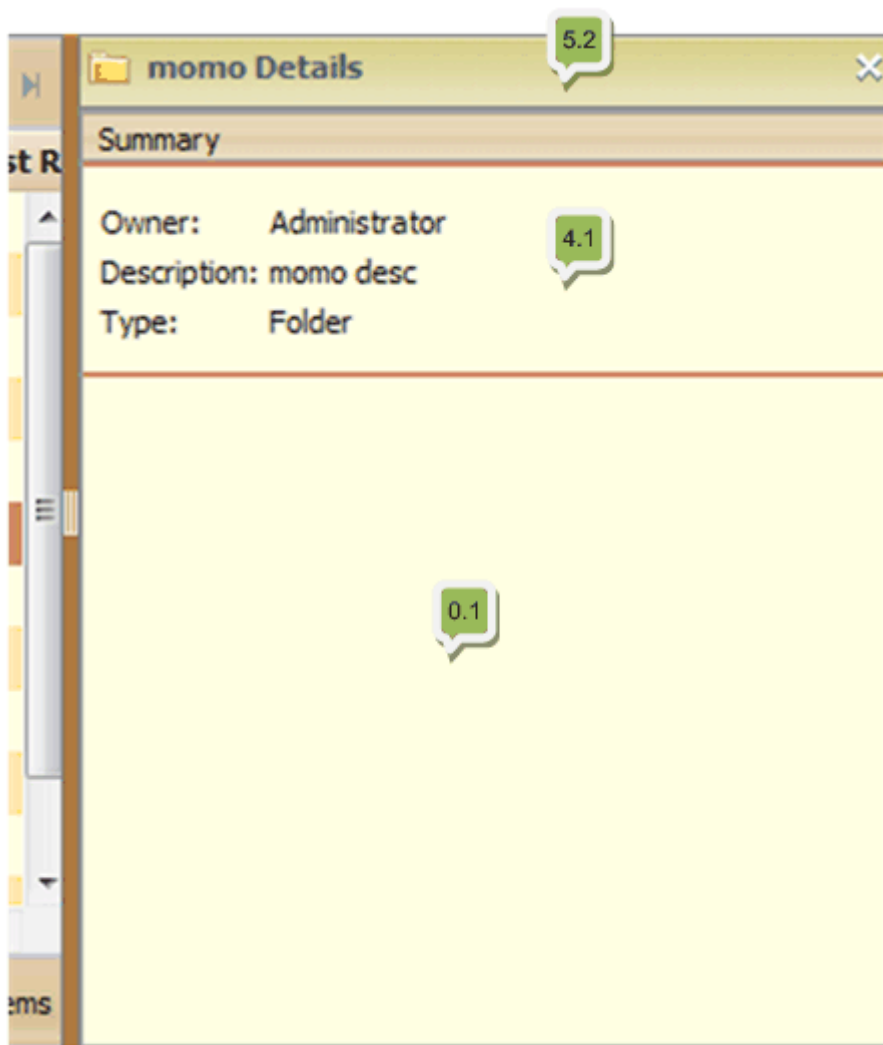 5.2
momo Details
Summary
st R
Owner: Administrator
4.1
Description: momo desc
Type: Folder
0.1
ems